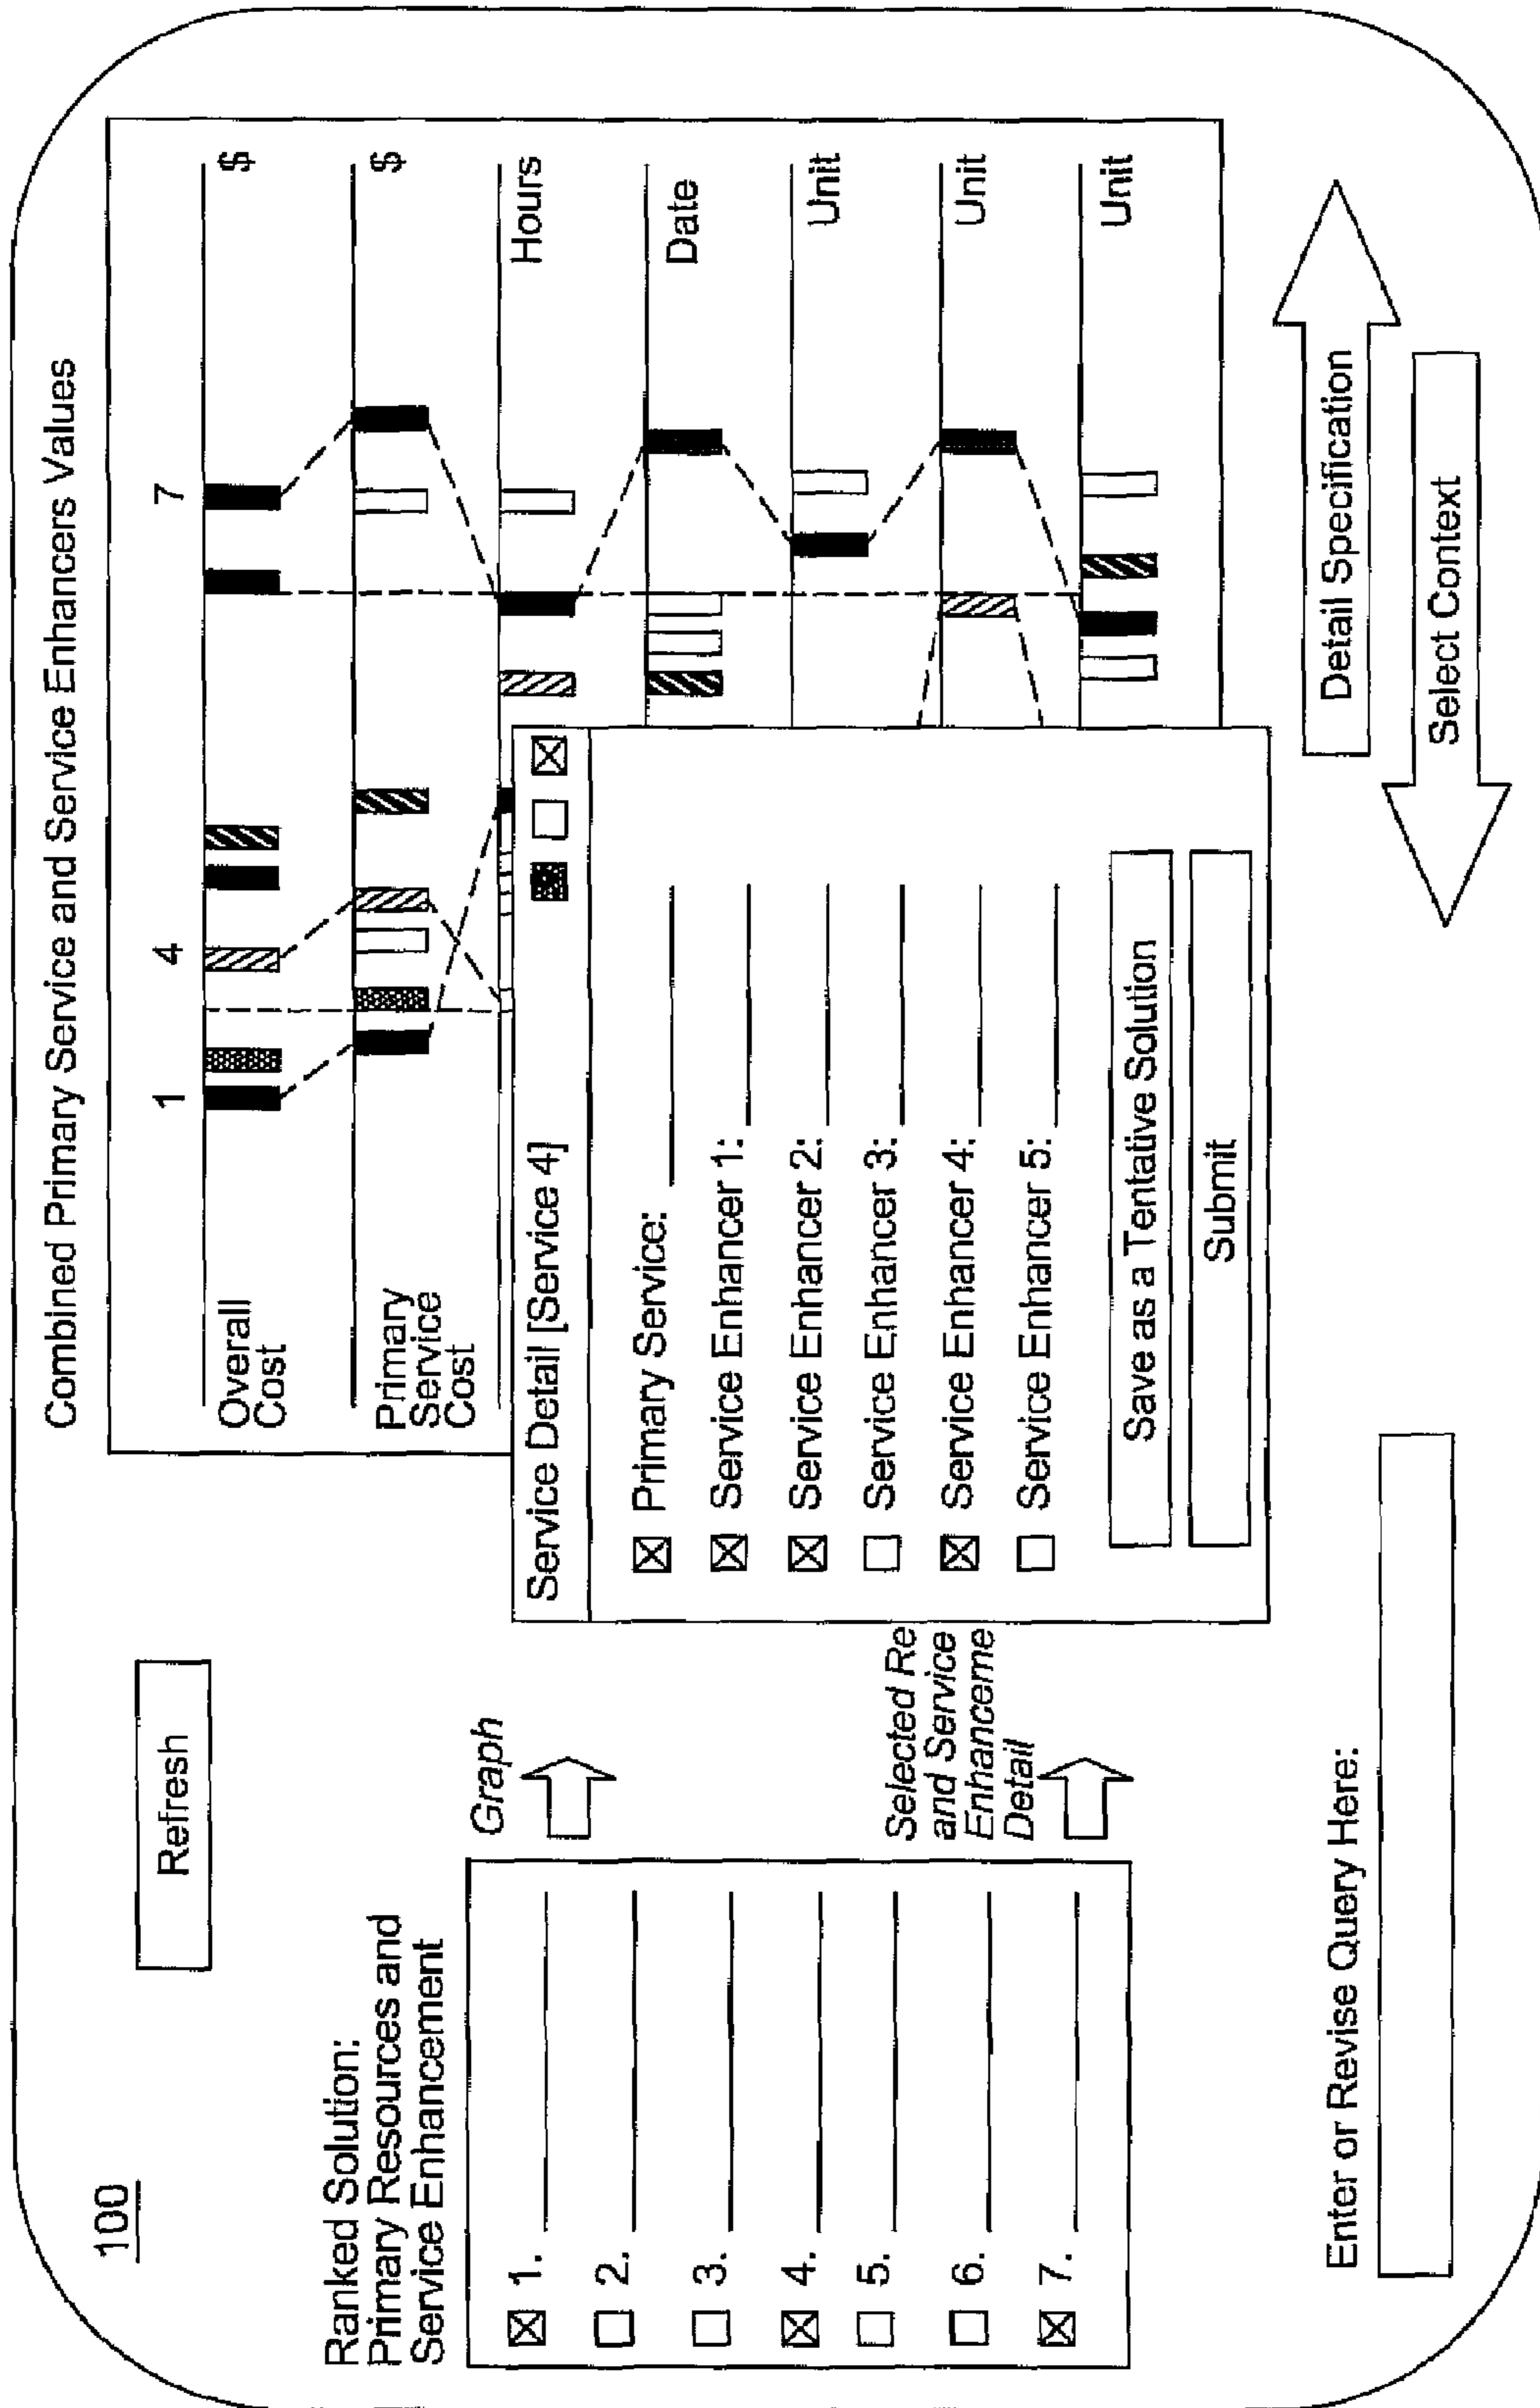 100
Refresh
Ranked Solution:
Primary Resources and
Service Enhancement
1.
2.
3.
4.
5.
6.
7.
Graph
Selected Re
and Service
Enhanceme
Detail
Enter or Revise Query Here:
Combined Primary Service and Service Enhancers Values
1
4
7
Overall
Cost
$
Primary
Service
Cost
$
Hours
Date
Unit
Unit
Unit
Service Detail [Service 4]
Primary Service:
Service Enhancer 1:
Service Enhancer 2:
Service Enhancer 3:
Service Enhancer 4:
Service Enhancer 5:
Save as a Tentative Solution
Submit
Detail Specification
Select Context